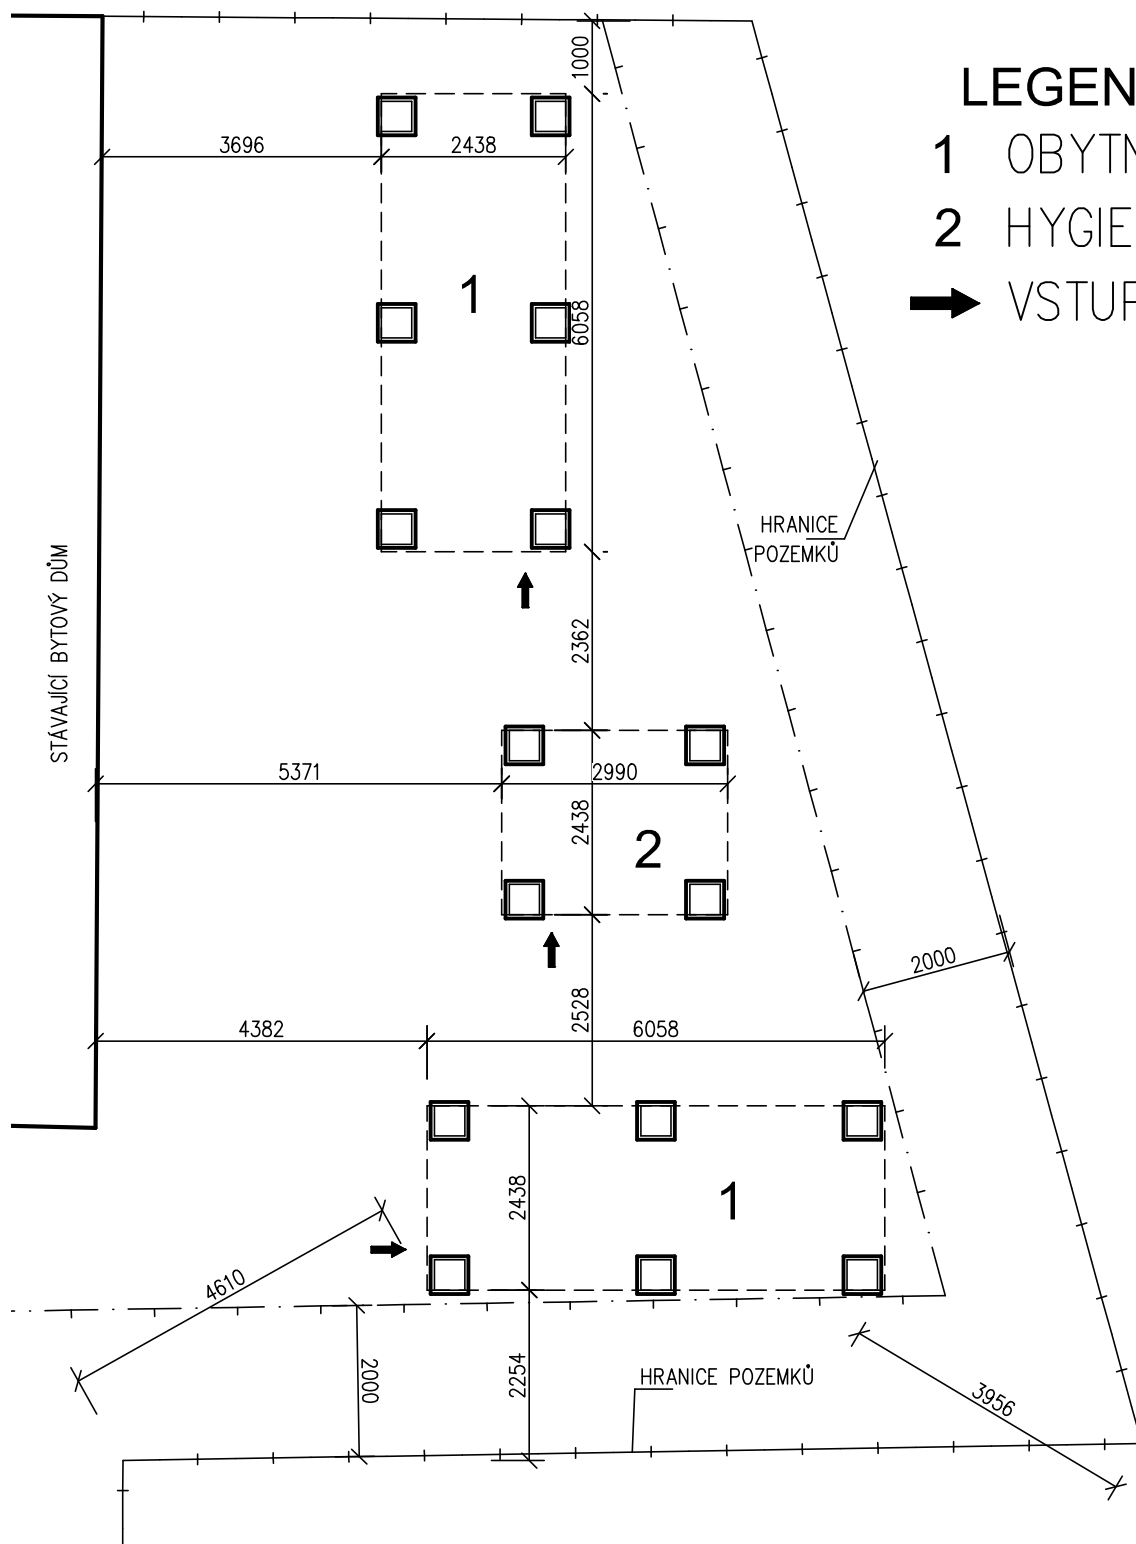 1000
LEGEN
3696
2438
1 OBYTN
2 HYGIE
VSTUP
1
6058
HRANICE
POZEMKŮ
STÁVAJÍCÍ BYTOVÝ DŮM
2362
5371
2990
2438
2
2000
2528
4382
6058
2438
1
4610
2000
2254
HRANICE POZEMKŮ
3956